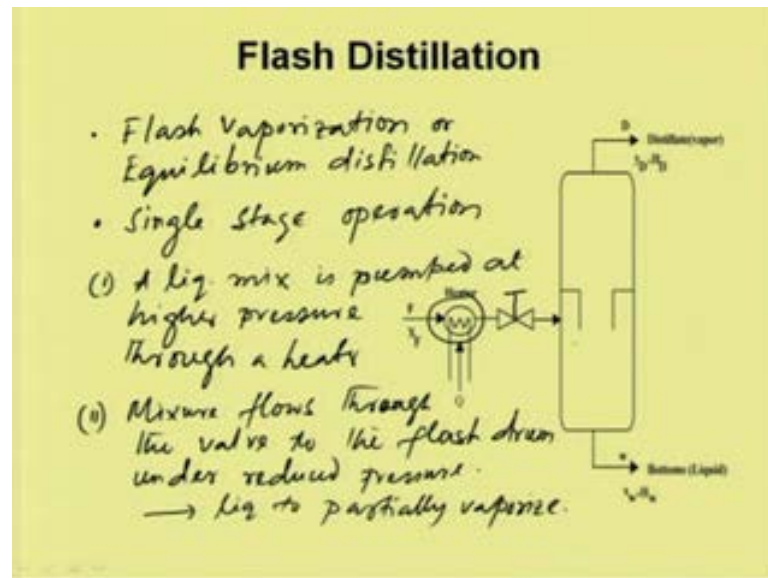 Flash Distillation
• Flash vaporization or
Equilibrium distillation
• Single stage operation
(i) A liq. mix is pumped at
higher pressure
through a heater
(ii) Mixure flows through
the valve to the flash drum
under reduced pressure.
→ liq to partially vaporize.
D
Distillate(vapor)
Heater
F
Q
Bottoms (Liquid)